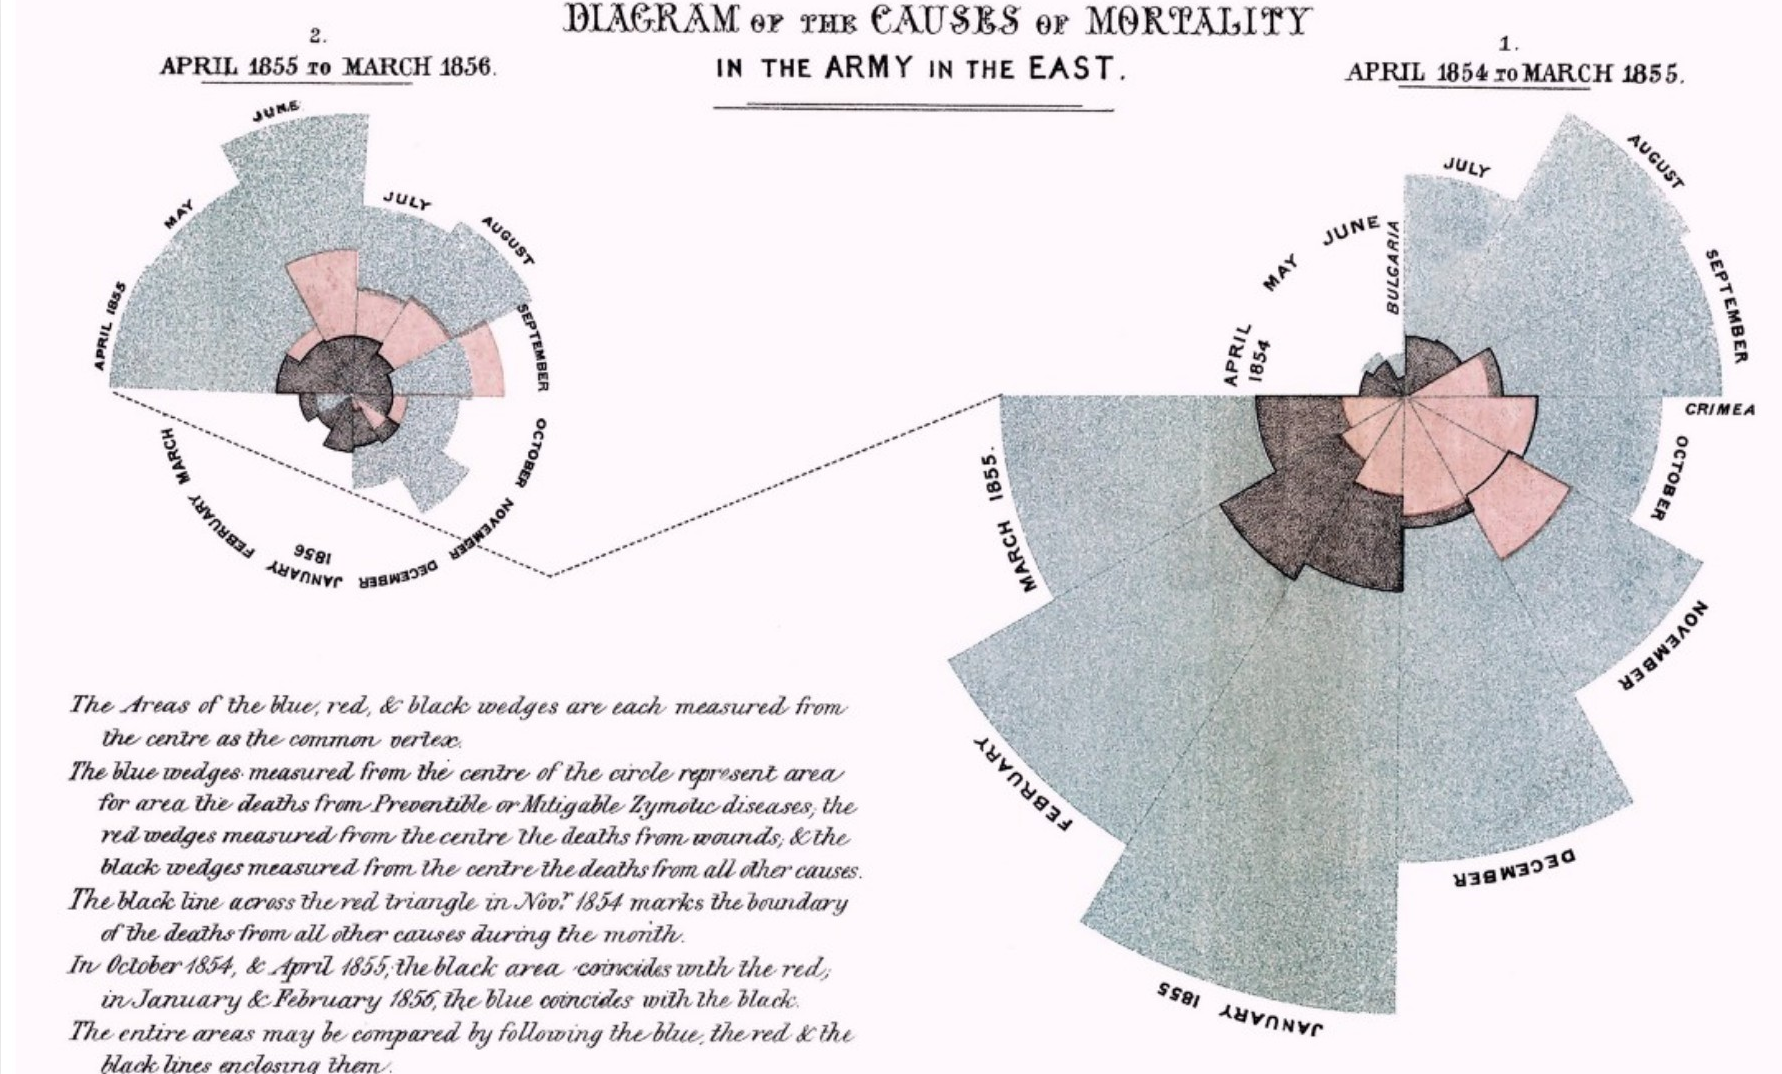 DIAGRAM OF THE CAUSES OF MORTALITY
IN THE ARMY IN THE EAST.
2.
APRIL 1855 TO MARCH 1856.
1.
APRIL 1854 TO MARCH 1855.
JUNE
JULY
AUGUST
SEPTEMBER
OCTOBER
NOVEMBER
DECEMBER
JANUARY
1856
FEBRUARY
MARCH
APRIL 1855
MAY
APRIL
1854
MAY
JUNE
BULGARIA
JULY
AUGUST
SEPTEMBER
CRIMEA
OCTOBER
NOVEMBER
DECEMBER
JANUARY 1855
FEBRUARY
MARCH 1855.
The Areas of the blue, red, & black wedges are each measured from
the centre as the common vertex.
The blue wedges measured from the centre of the circle represent area
for area the deaths from Preventible or Mitigable Zymotic diseases; the
red wedges measured from the centre the deaths from wounds; & the
black wedges measured from the centre the deaths from all other causes.
The black line across the red triangle in Novr. 1854 marks the boundary
of the deaths from all other causes during the month.
In October 1854, & April 1855, the black area coincides with the red;
in January & February 1856, the blue coincides with the black.
The entire areas may be compared by following the blue, the red & the
black lines enclosing them.